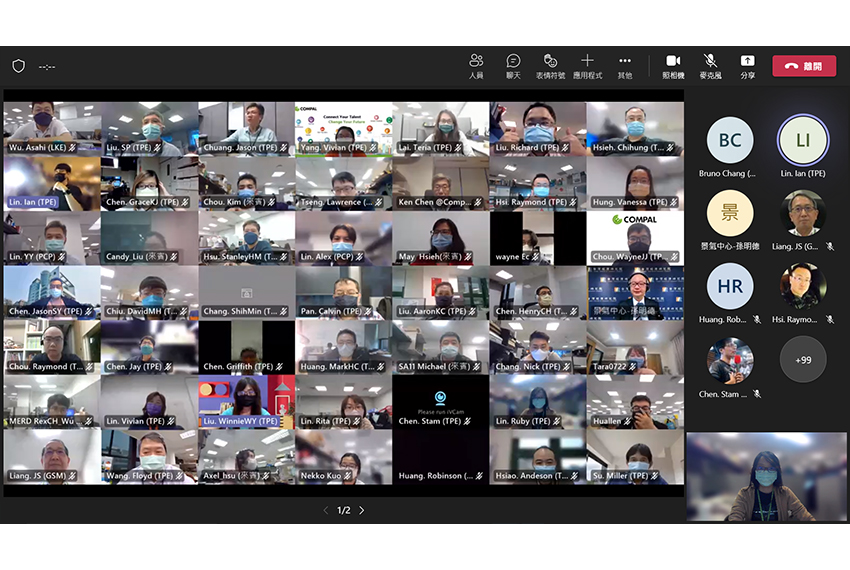 --:--
人員
聊天
表情符號
應用程式
其他
照相機
麥克風
分享
離開
Wu. Asahi (LKE)
Liu. SP (TPE)
Chuang. Jason (TPE)
COMPAL
Connect Your Talent
Change Your Future
Yang. Vivian (TPE)
Lai. Teria (TPE)
Liu. Richard (TPE)
Hsieh. Chihung (T...
Lin. Ian (TPE)
Chen. GraceKJ (TPE)
Chou. Kim (來賓)
Tseng. Lawrence (...
Ken Chen @Comp...
Hsi. Raymond (TPE)
Hung. Vanessa (TPE)
Lin. YY (PCP)
Candy_Liu (來賓)
Hsu. StanleyHM (T...
Lin. Alex (PCP)
May_Hsieh(來賓)
wayne Ec
COMPAL
Chou. WayneJJ (TP...
Chen. JasonSY (TPE)
Chiu. DavidMH (T...
Chang. ShihMin (T...
Pan. Calvin (TPE)
Liu. AaronKC (TPE)
Chen. HenryCH (T...
景氣中心-孫明德
Chou. Raymond (T...
Chen. Jay (TPE)
Chen. Griffith (TPE)
Huang. MarkHC (T...
SA11 Michael (來賓)
Chang. Nick (TPE)
Tara0722
MERD RexCH_Wu ...
Lin. Vivian (TPE)
Liu. WinnieWY (TPE)
Lin. Rita (TPE)
Please run iVCam
Chen. Stam (TPE)
Lin. Ruby (TPE)
Huallen
Liang. JS (GSM)
Wang. Floyd (TPE)
Axel_hsu (來賓)
Nekko Kuo
Huang. Robinson (...
Hsiao. Andeson (T...
Su. Miller (TPE)
1/2
BC
LI
Bruno Chang (...
Lin. Ian (TPE)
景
景氣中心-孫明德
Liang. JS (G...
HR
Huang. Rob...
Hsi. Raymo...
Chen. Stam ...
+99